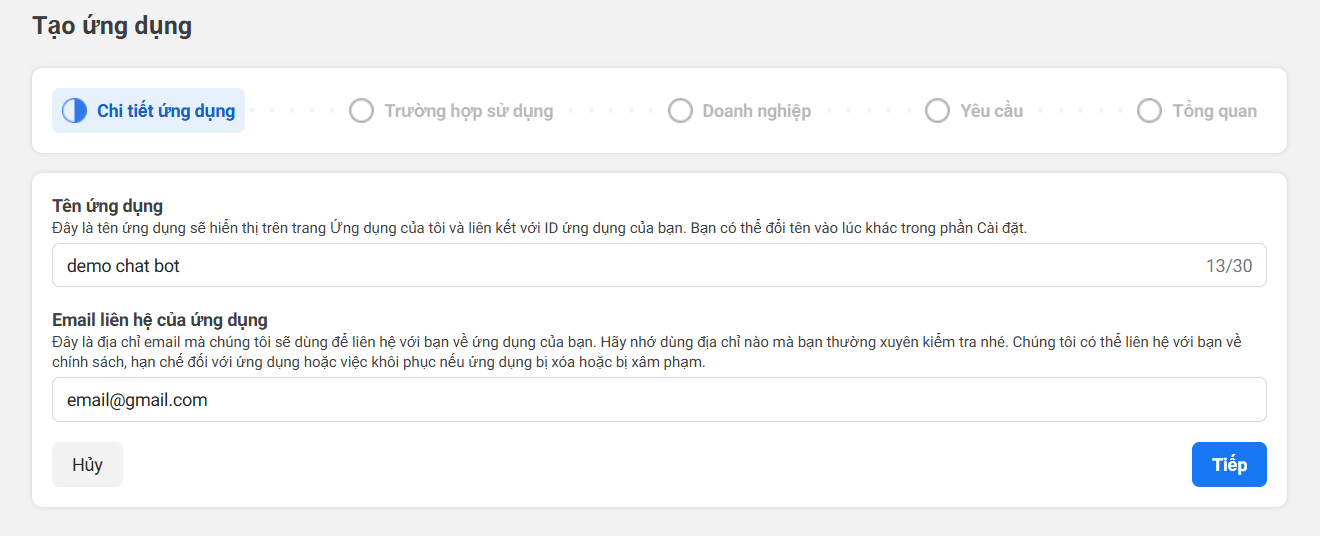 Tạo ứng dụng
Chi tiết ứng dụng
Trường hợp sử dụng
Doanh nghiệp
Yêu cầu
Tổng quan
Tên ứng dụng
Đây là tên ứng dụng sẽ hiển thị trên trang Ứng dụng của tôi và liên kết với ID ứng dụng của bạn. Bạn có thể đổi tên vào lúc khác trong phần Cài đặt.
demo chat bot
13/30
Email liên hệ của ứng dụng
Đây là địa chỉ email mà chúng tôi sẽ dùng để liên hệ với bạn về ứng dụng của bạn. Hãy nhớ dùng địa chỉ nào mà bạn thường xuyên kiểm tra nhé. Chúng tôi có thể liên hệ với bạn về
chính sách, hạn chế đối với ứng dụng hoặc việc khôi phục nếu ứng dụng bị xóa hoặc bị xâm phạm.
email@gmail.com
Hủy
Tiếp